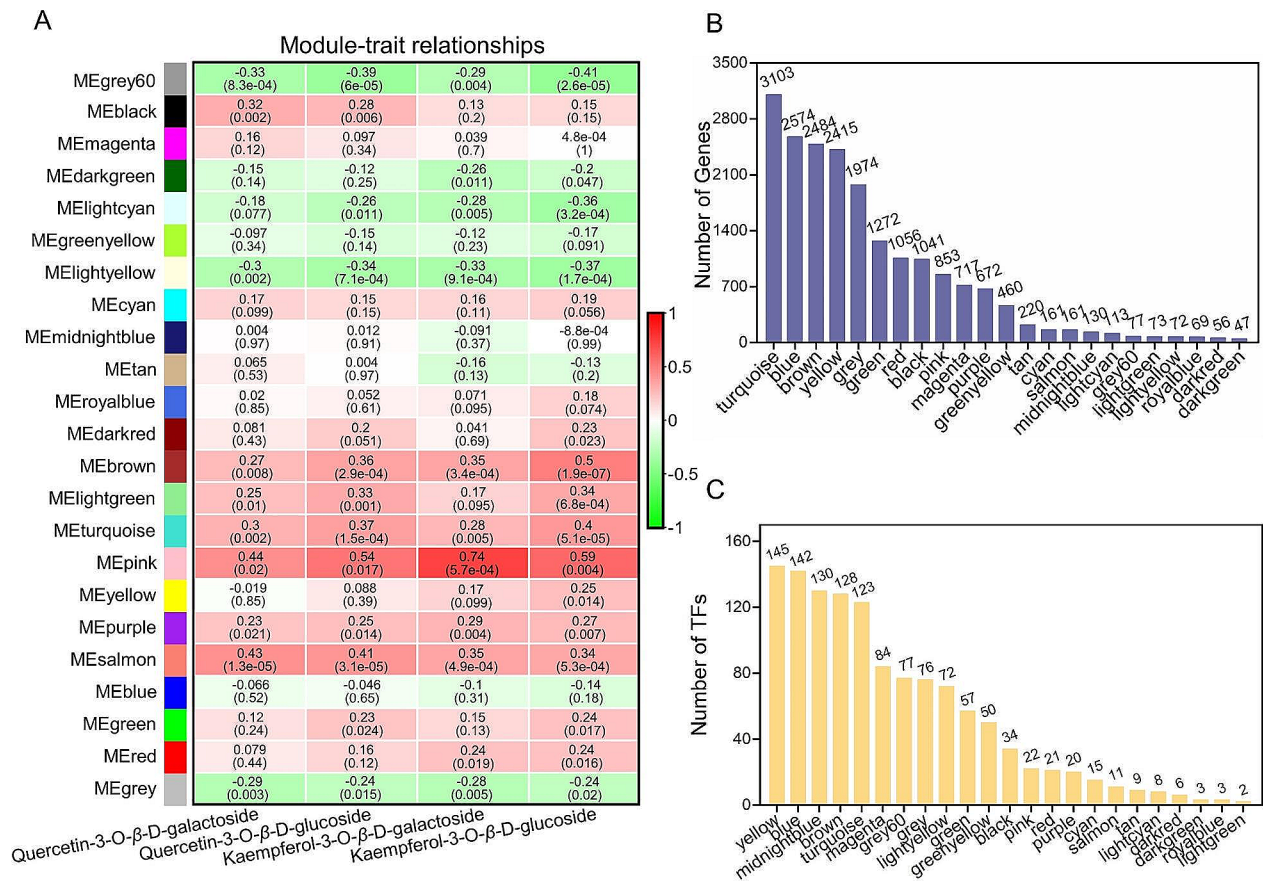 A
Module-trait relationships
MEgrey60 -0.33 -0.39 -0.29 -0.41
(8.3e-04) (6e-05) (0.004) (2.6e-05)
MEblack 0.32 0.28 0.13 0.15
(0.002) (0.006) (0.2) (0.15)
MEmagenta 0.16 0.097 0.039 4.8e-04
(0.12) (0.34) (0.7) (1)
MEdarkgreen -0.15 -0.12 -0.26 -0.2
(0.14) (0.25) (0.011) (0.047)
MElightcyan -0.18 -0.26 -0.28 -0.36
(0.077) (0.011) (0.005) (3.2e-04)
MEgreenyellow -0.097 -0.15 -0.12 -0.17
(0.34) (0.14) (0.23) (0.091)
MElightyellow -0.3 -0.34 -0.33 -0.37
(0.002) (7.1e-04) (9.1e-04) (1.7e-04)
MEcyan 0.17 0.15 0.16 0.19
(0.099) (0.15) (0.11) (0.056)
MEmidnightblue 0.004 0.012 -0.091 -8.8e-04
(0.97) (0.91) (0.37) (0.99)
MEtan 0.065 0.004 -0.16 -0.13
(0.53) (0.97) (0.13) (0.2)
MEroyalblue 0.02 0.052 0.071 0.18
(0.85) (0.61) (0.095) (0.074)
MEdarkred 0.081 0.2 0.041 0.23
(0.43) (0.051) (0.69) (0.023)
MEbrown 0.27 0.36 0.35 0.5
(0.008) (2.9e-04) (3.4e-04) (1.9e-07)
MElightgreen 0.25 0.33 0.17 0.34
(0.01) (0.001) (0.095) (6.8e-04)
MEturquoise 0.3 0.37 0.28 0.4
(0.002) (1.5e-04) (0.005) (5.1e-05)
MEpink 0.44 0.54 0.74 0.59
(0.02) (0.017) (5.7e-04) (0.004)
MEyellow -0.019 0.088 0.17 0.25
(0.85) (0.39) (0.099) (0.014)
MEpurple 0.23 0.25 0.29 0.27
(0.021) (0.014) (0.004) (0.007)
MEsalmon 0.43 0.41 0.35 0.34
(1.3e-05) (3.1e-05) (4.9e-04) (5.3e-04)
MEblue -0.066 -0.046 -0.1 -0.14
(0.52) (0.65) (0.31) (0.18)
MEgreen 0.12 0.23 0.15 0.24
(0.24) (0.024) (0.13) (0.017)
MEred 0.079 0.16 0.24 0.24
(0.44) (0.12) (0.019) (0.016)
MEgrey -0.29 -0.24 -0.28 -0.24
(0.003) (0.015) (0.005) (0.02)
Quercetin-3-O-β-D-galactoside
Quercetin-3-O-β-D-glucoside
Kaempferol-3-O-β-D-galactoside
Kaempferol-3-O-β-D-glucoside
1
0.5
0
-0.5
-1
B
Number of Genes
3500
2800
2100
1400
700
0
3103 2574 2484 2415 1974 1272 1056 1041 853 717 672 460 220 161 161 130 113 77 73 72 69 56 47
turquoise blue brown yellow grey green red black pink magenta purple greenyellow tan cyan salmon midnightblue lightcyan grey60 lightgreen lightyellow royalblue darkred darkgreen
C
Number of TFs
160
120
80
40
0
145 142 130 128 123 84 77 76 72 57 50 34 22 21 20 15 11 9 8 6 3 3 2
yellow blue midnightblue brown turquoise magenta grey60 grey lightyellow green greenyellow black pink red purple cyan salmon tan lightcyan darkred darkgreen royalblue lightgreen